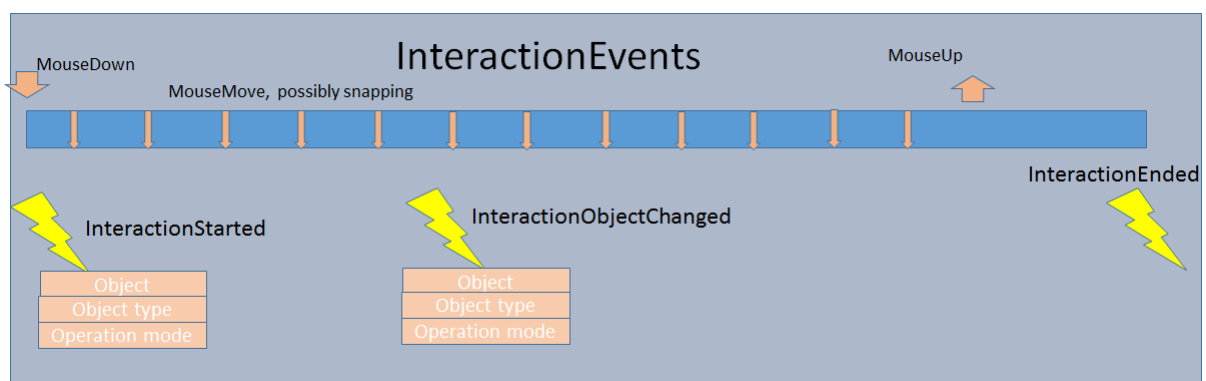 InteractionEvents
MouseDown
MouseUp
MouseMove, possibly snapping
InteractionEnded
InteractionStarted
InteractionObjectChanged
Object
Object type
Operation mode
Object
Object type
Operation mode